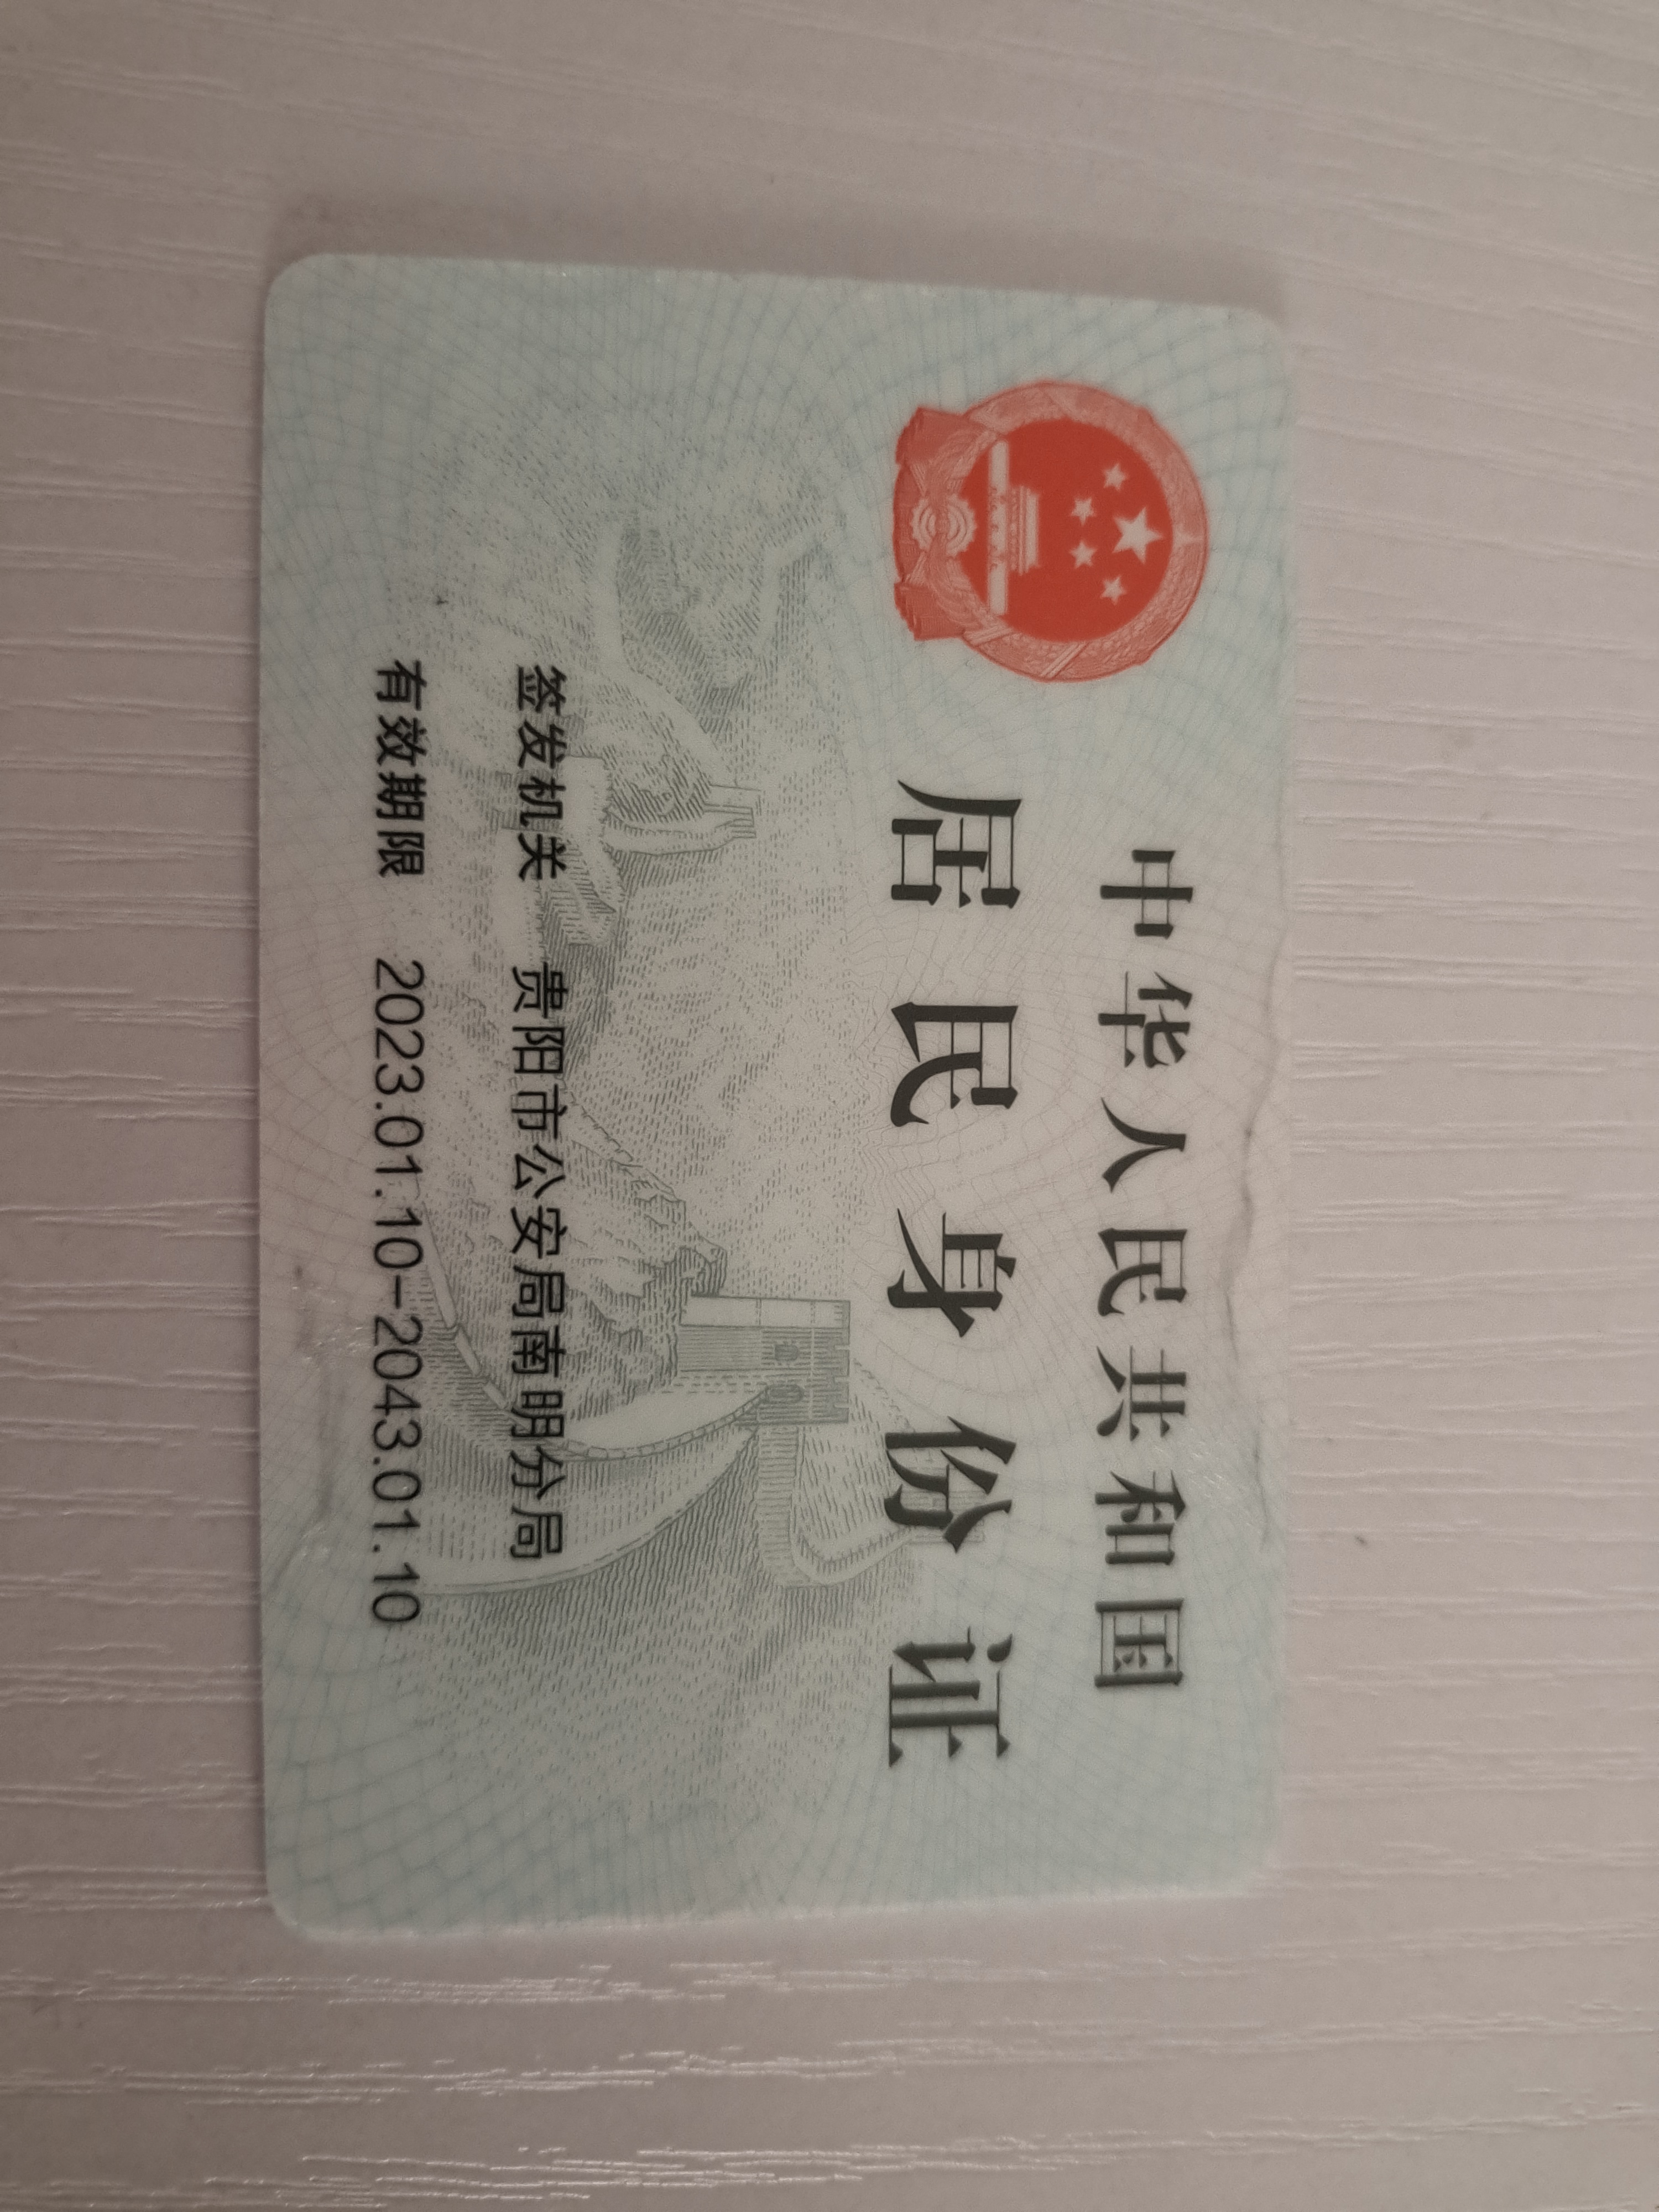 中华人民共和国
居民身份证
签发机关 贵阳市公安局南明分局
有效期限 2023.01.10-2043.01.10